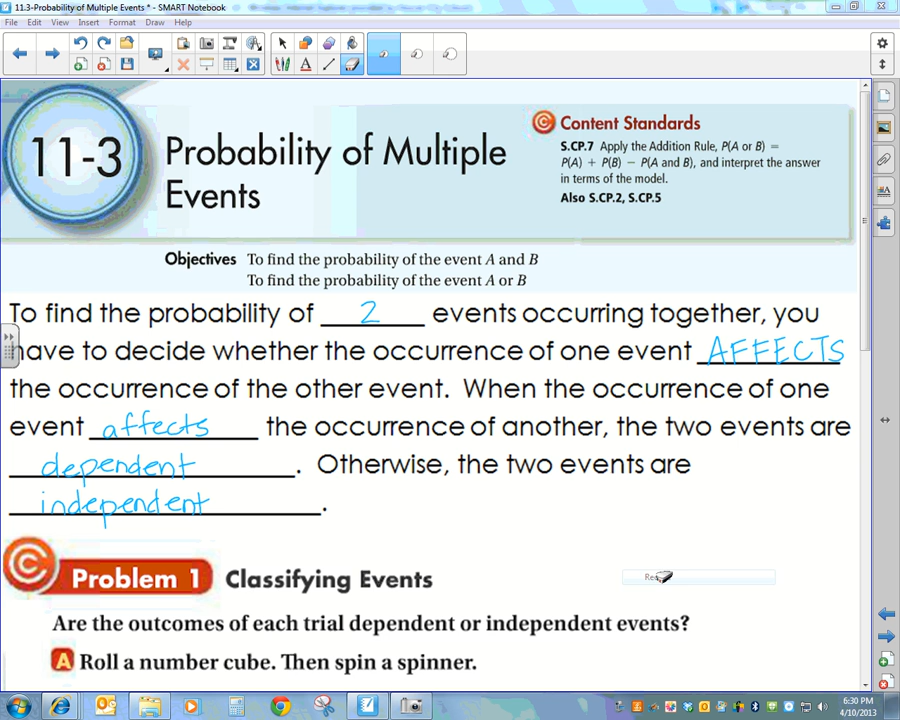 11.3-Probability of Multiple Events * - SMART Notebook
File Edit View Insert Format Draw Help
11-3
Probability of Multiple
Events
Content Standards
S.CP.7 Apply the Addition Rule, P(A or B) =
P(A) + P(B) − P(A and B), and interpret the answer
in terms of the model.
Also S.CP.2, S.CP.5
Objectives To find the probability of the event A and B
To find the probability of the event A or B
To find the probability of 2 events occurring together, you
have to decide whether the occurrence of one event AFFECTS
the occurrence of the other event. When the occurrence of one
event affects the occurrence of another, the two events are
dependent. Otherwise, the two events are
independent.
Problem 1 Classifying Events
Are the outcomes of each trial dependent or independent events?
A Roll a number cube. Then spin a spinner.
6:30 PM
4/10/2013